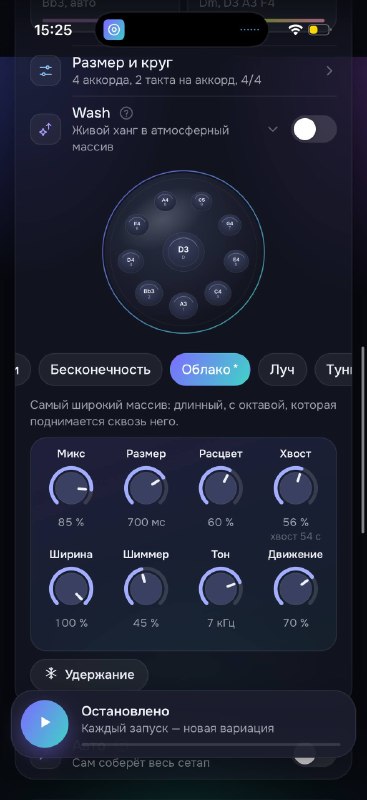 Bb3, авто
Dm, D3 A3 F4
15:25
Размер и круг
4 аккорда, 2 такта на аккорд, 4/4
Wash ?
Живой ханг в атмосферный
массив
A4
C5
E4
G4
D3
D
D4
E4
Bb3
C4
A3
и
Бесконечность
Облако *
Луч
Тун
Самый широкий массив: длинный, с октавой, которая
поднимается сквозь него.
Микс
Размер
Расцвет
Хвост
85 %
700 мс
60 %
56 %
хвост 54 с
Ширина
Шиммер
Тон
Движение
100 %
45 %
7 кГц
70 %
Удержание
Остановлено
Каждый запуск — новая вариация
Авто
Сам соберёт весь сетап